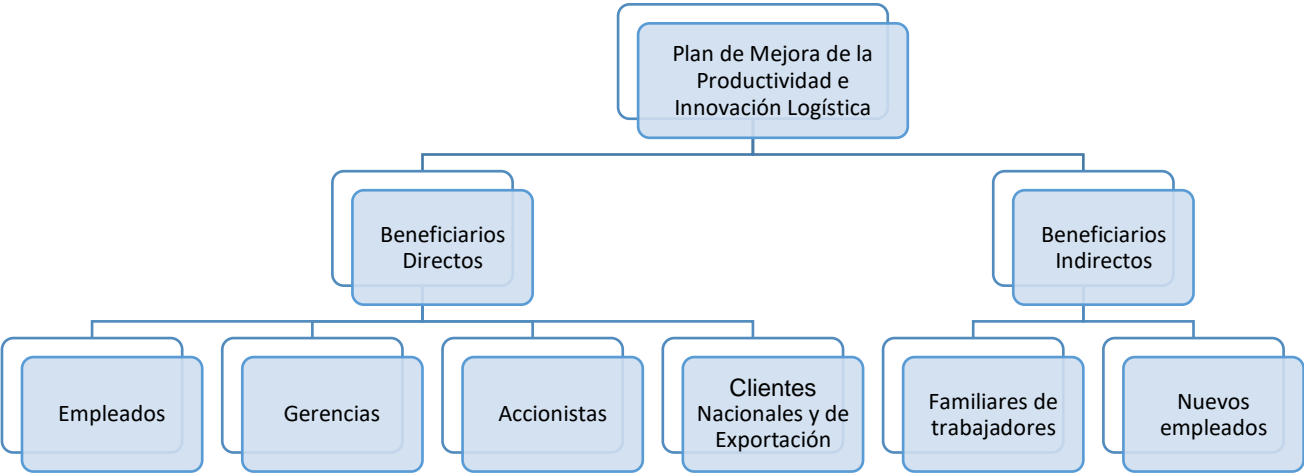 Plan de Mejora de la
Productividad e
Innovación Logística
Beneficiarios
Directos
Beneficiarios
Indirectos
Empleados
Gerencias
Accionistas
Clientes
Nacionales y de
Exportación
Familiares de
trabajadores
Nuevos
empleados